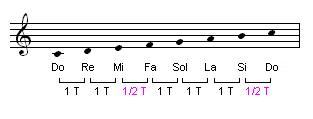 Do Re Mi Fa Sol La Si Do
1 T 1 T 1/2 T 1 T 1 T 1 T 1/2 T